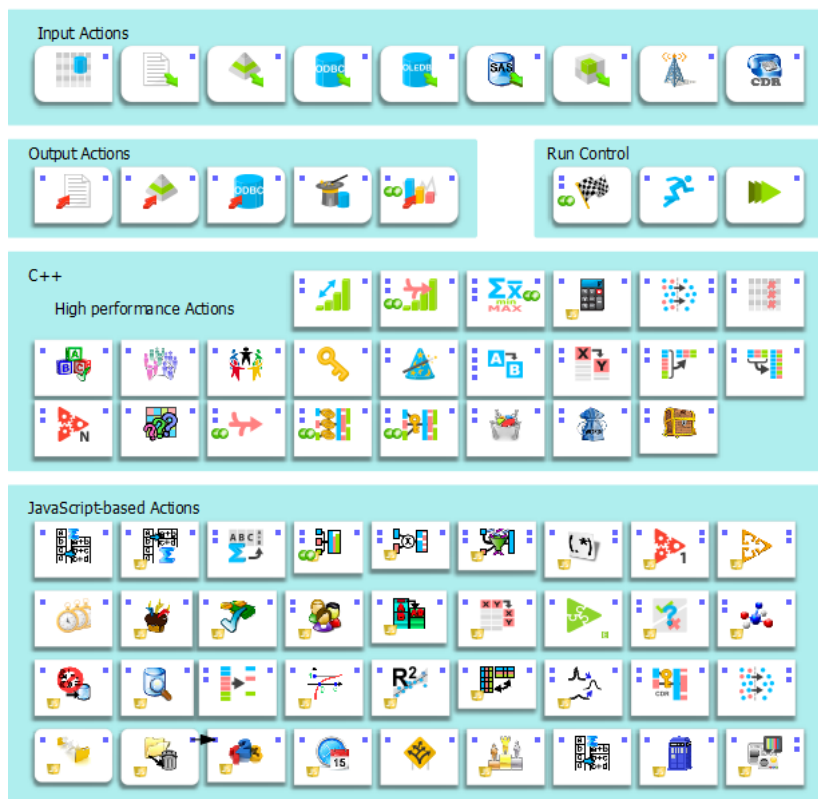 Input Actions
ODBC
OLEDB
SAS
CDR
Output Actions
Run Control
ODBC
C++
High performance Actions
Σx̄
min
MAX
A
B C
A
B
X
Y
N
???
JavaScript-based Actions
A B C
Σ
(.*)
1
X Y
X
Y
R²
CDR
15